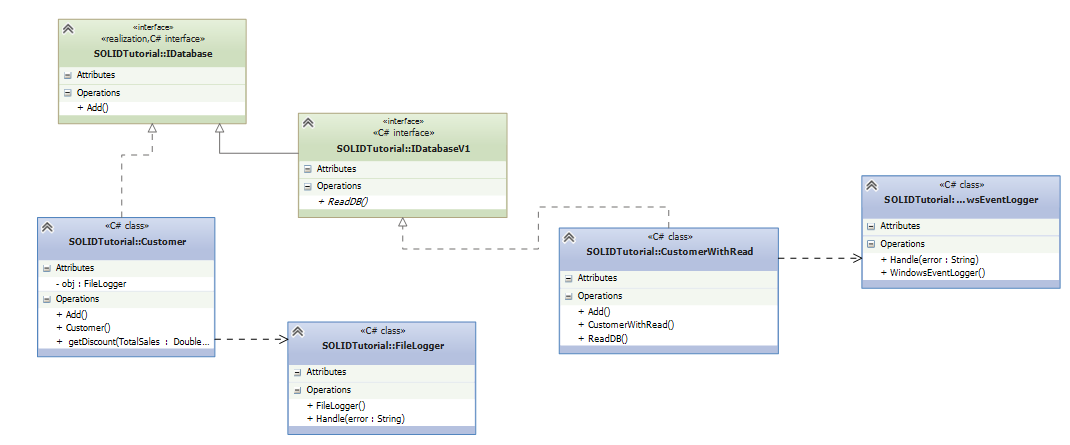 «interface»
«realization,C# interface»
SOLIDTutorial::IDatabase
Attributes
Operations
+ Add()
«interface»
«C# interface»
SOLIDTutorial::IDatabaseV1
Attributes
Operations
+ ReadDB()
«C# class»
SOLIDTutorial: ...wsEventLogger
Attributes
Operations
+ Handle(error : String)
+ WindowsEventLogger()
«C# class»
SOLIDTutorial::Customer
Attributes
- obj : FileLogger
Operations
+ Add()
+ Customer()
+ getDiscount(TotalSales : Double...
«C# class»
SOLIDTutorial::CustomerWithRead
Attributes
Operations
+ Add()
+ CustomerWithRead()
+ ReadDB()
«C# class»
SOLIDTutorial::FileLogger
Attributes
Operations
+ FileLogger()
+ Handle(error : String)